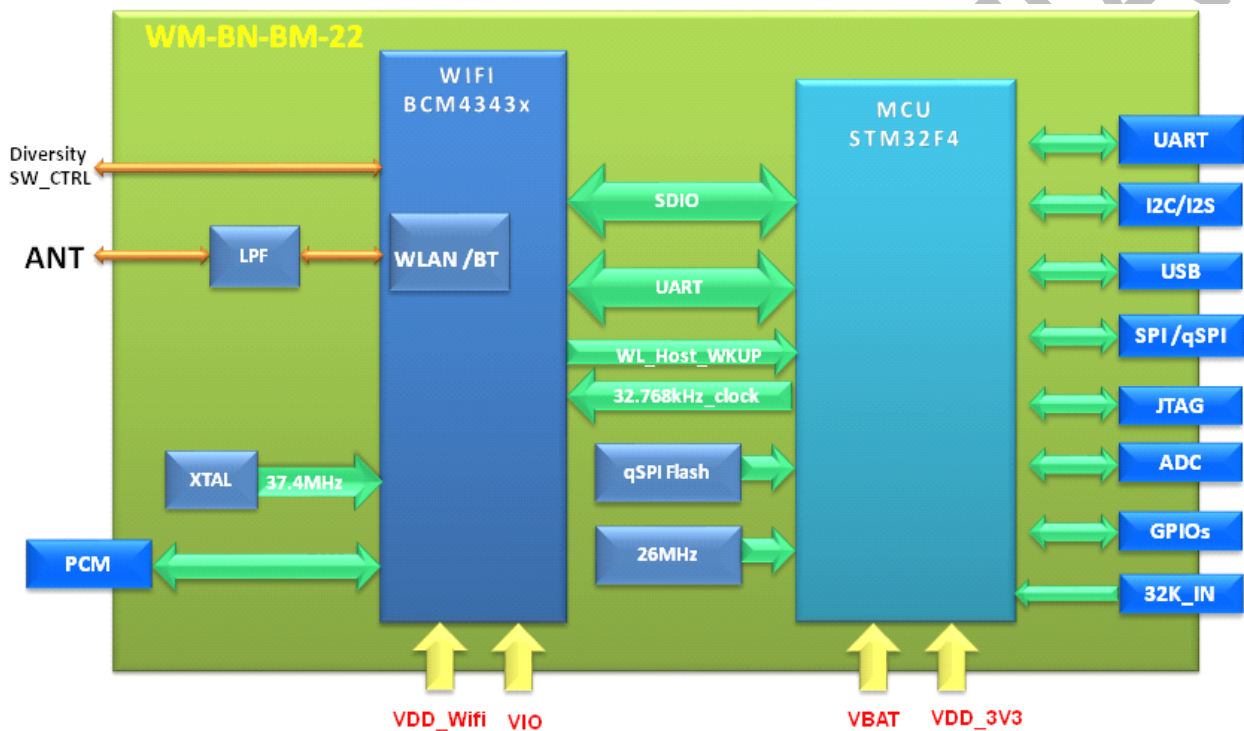 WM-BN-BM-22
WIFI
BCM4343x
MCU
STM32F4
Diversity
SW_CTRL
ANT
LPF
WLAN /BT
SDIO
UART
WL_Host_WKUP
32.768kHz_clock
XTAL
37.4MHz
qSPI Flash
26MHz
PCM
UART
I2C/I2S
USB
SPI /qSPI
JTAG
ADC
GPIOs
32K_IN
VDD_Wifi
VIO
VBAT
VDD_3V3